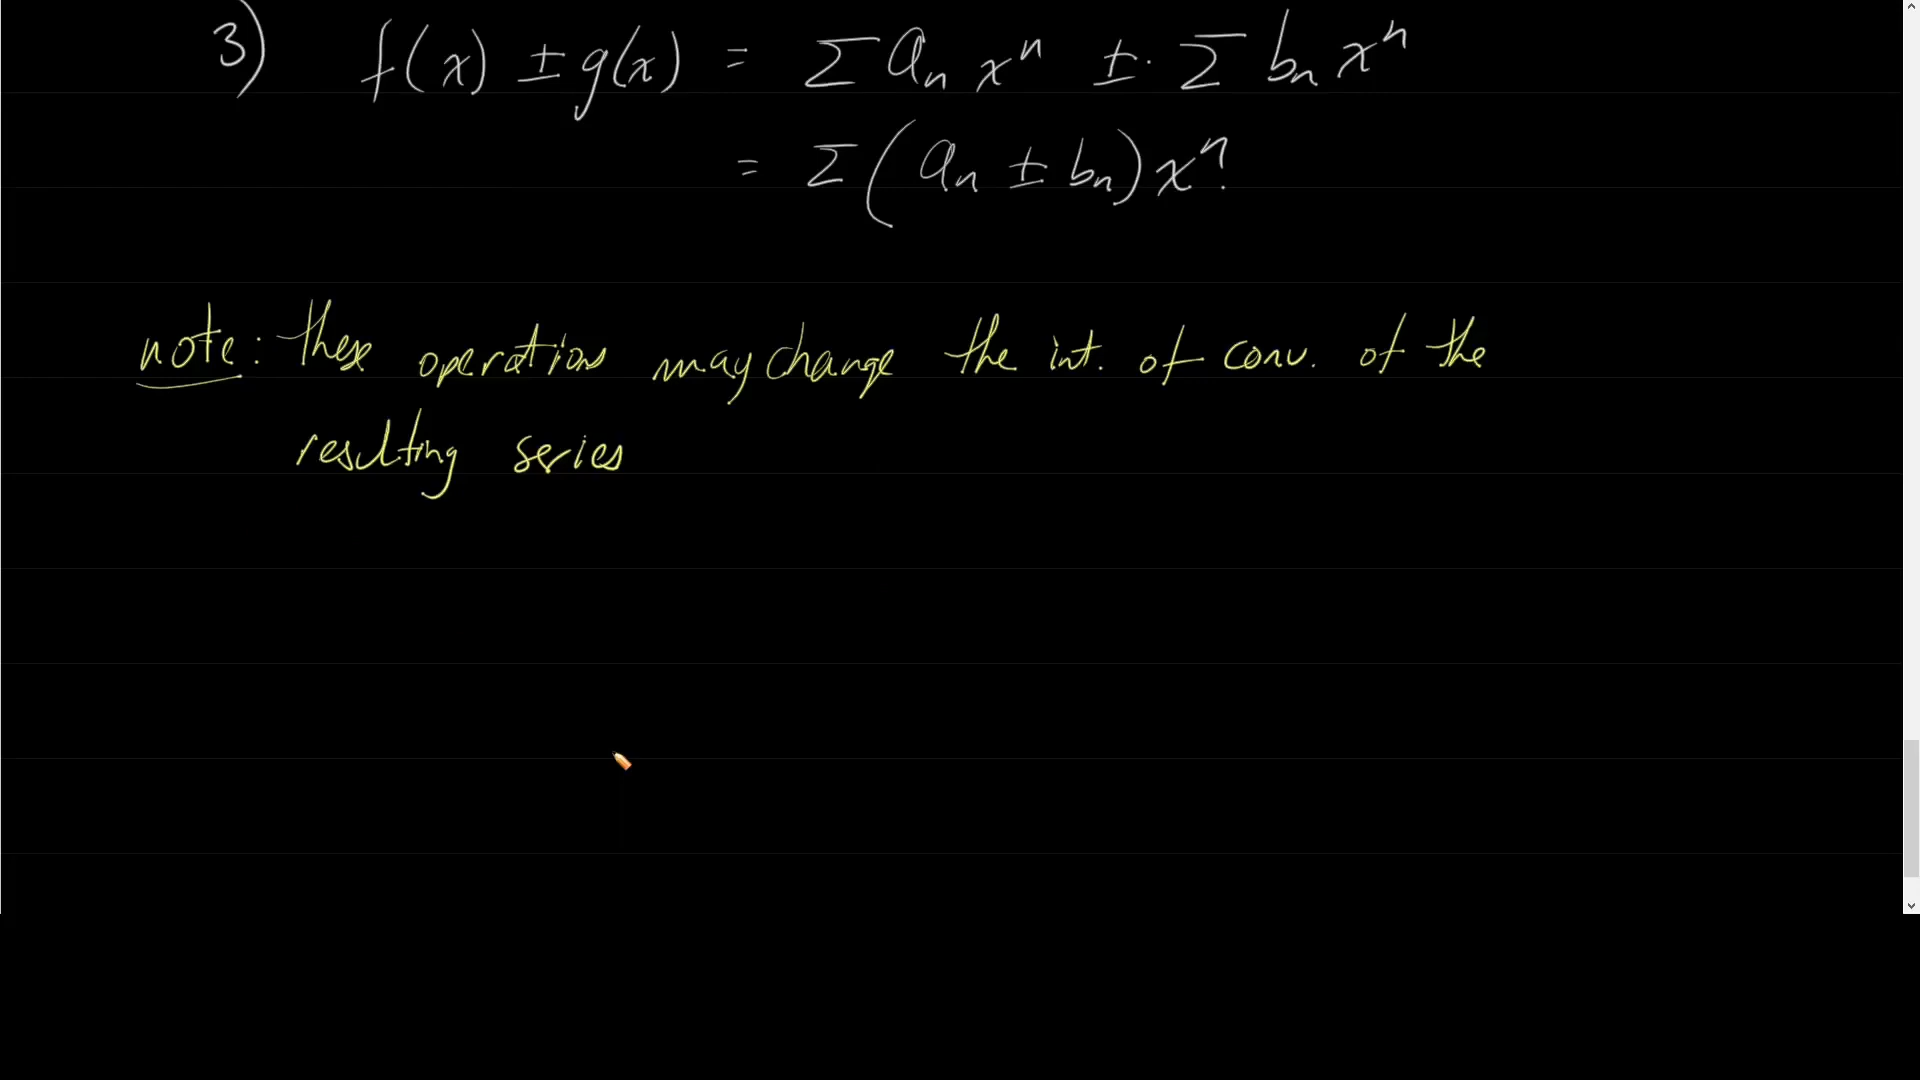 3) f(x) ± g(x) = Σ aₙ xⁿ ± Σ bₙ xⁿ
= Σ (aₙ ± bₙ) xⁿ.
note: these operations may change the int. of conv. of the
resulting series